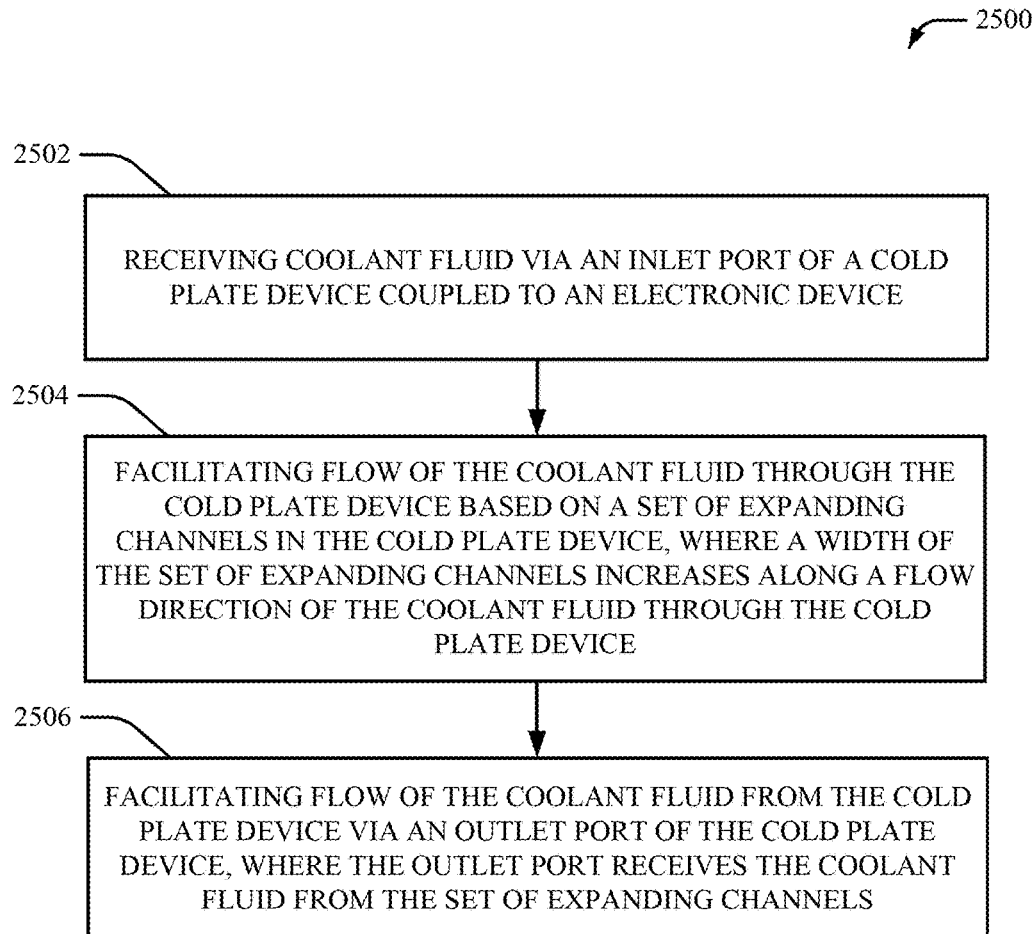 2500
2502
RECEIVING COOLANT FLUID VIA AN INLET PORT OF A COLD
PLATE DEVICE COUPLED TO AN ELECTRONIC DEVICE
2504
FACILITATING FLOW OF THE COOLANT FLUID THROUGH THE
COLD PLATE DEVICE BASED ON A SET OF EXPANDING
CHANNELS IN THE COLD PLATE DEVICE, WHERE A WIDTH OF
THE SET OF EXPANDING CHANNELS INCREASES ALONG A FLOW
DIRECTION OF THE COOLANT FLUID THROUGH THE COLD
PLATE DEVICE
2506
FACILITATING FLOW OF THE COOLANT FLUID FROM THE COLD
PLATE DEVICE VIA AN OUTLET PORT OF THE COLD PLATE
DEVICE, WHERE THE OUTLET PORT RECEIVES THE COOLANT
FLUID FROM THE SET OF EXPANDING CHANNELS